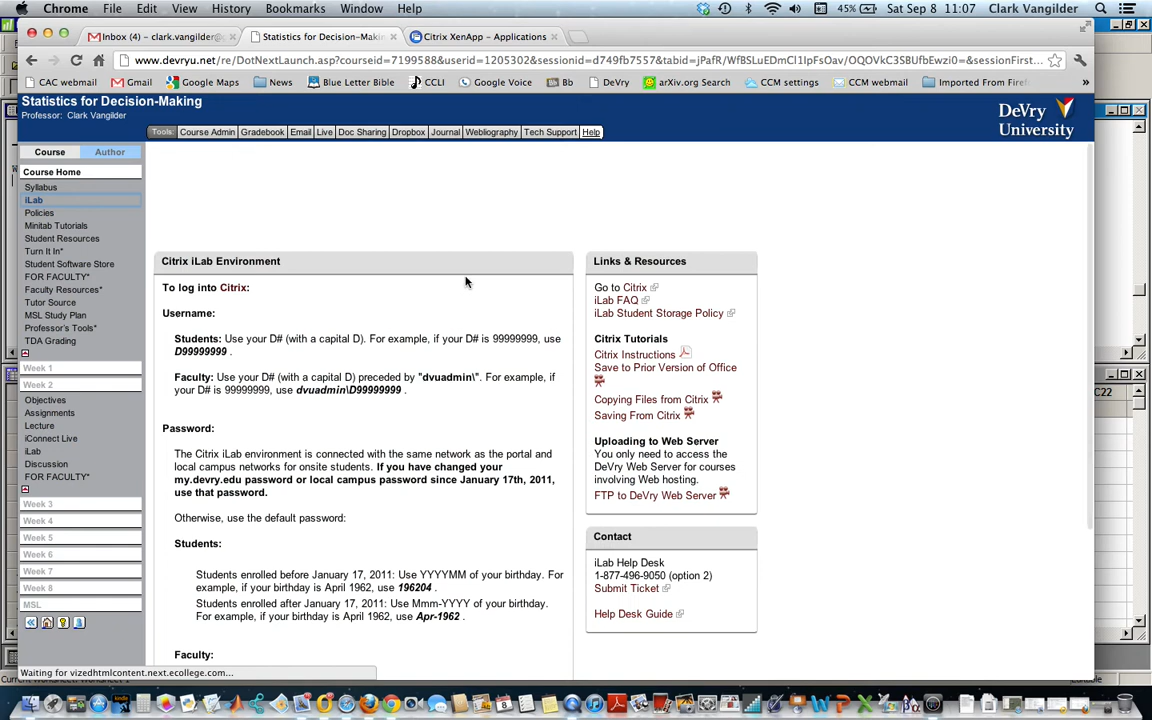 Chrome File Edit View History Bookmarks Window Help 45% Sat Sep 8 11:07 Clark Vangilder
Inbox (4) – clark.vangilder@ Statistics for Decision-Makin Citrix XenApp – Applications
www.devryu.net/re/DotNextLaunch.asp?courseid=7199588&userid=1205302&sessionid=d749fb7557&tabid=
CAC webmail Gmail Google Maps News Blue Letter Bible CCLI Google Voice Bb DeVry arXiv.org Search CCM settings CCM webmail Imported From Firef »
Statistics for Decision-Making
Professor: Clark Vangilder
DeVry
University
Tools Course Admin Gradebook Email Live Doc Sharing Dropbox Journal Webliography Tech Support Help
Course Author
Course Home
Syllabus
iLab
Policies
Minitab Tutorials
Student Resources
Turn It In*
Student Software Store
FOR FACULTY*
Faculty Resources*
Tutor Source
MSL Study Plan
Professor's Tools*
TDA Grading
Week 1
Week 2
Objectives
Assignments
Lecture
iConnect Live
iLab
Discussion
FOR FACULTY*
Week 3
Week 4
Week 5
Week 6
Week 7
Week 8
MSL
Citrix iLab Environment
To log into Citrix:
Username:
Students: Use your D# (with a capital D). For example, if your D# is 99999999, use
D99999999 .
Faculty: Use your D# (with a capital D) preceded by "dvuadmin\". For example, if
your D# is 99999999, use dvuadmin\D99999999 .
Password:
The Citrix iLab environment is connected with the same network as the portal and
local campus networks for onsite students. If you have changed your
my.devry.edu password or local campus password since January 17th, 2011,
use that password.
Otherwise, use the default password:
Students:
Students enrolled before January 17, 2011: Use YYYYMM of your birthday. For
example, if your birthday is April 1962, use 196204 .
Students enrolled after January 17, 2011: Use Mmm-YYYY of your birthday.
For example, if your birthday is April 1962, use Apr-1962 .
Faculty:
Links & Resources
Go to Citrix
iLab FAQ
iLab Student Storage Policy
Citrix Tutorials
Citrix Instructions
Save to Prior Version of Office
Copying Files from Citrix
Saving From Citrix
Uploading to Web Server
You only need to access the
DeVry Web Server for courses
involving Web hosting.
FTP to DeVry Web Server
Contact
iLab Help Desk
1-877-496-9050 (option 2)
Submit Ticket
Help Desk Guide
C22
Waiting for vizedhtmlcontent.next.ecollege.com...